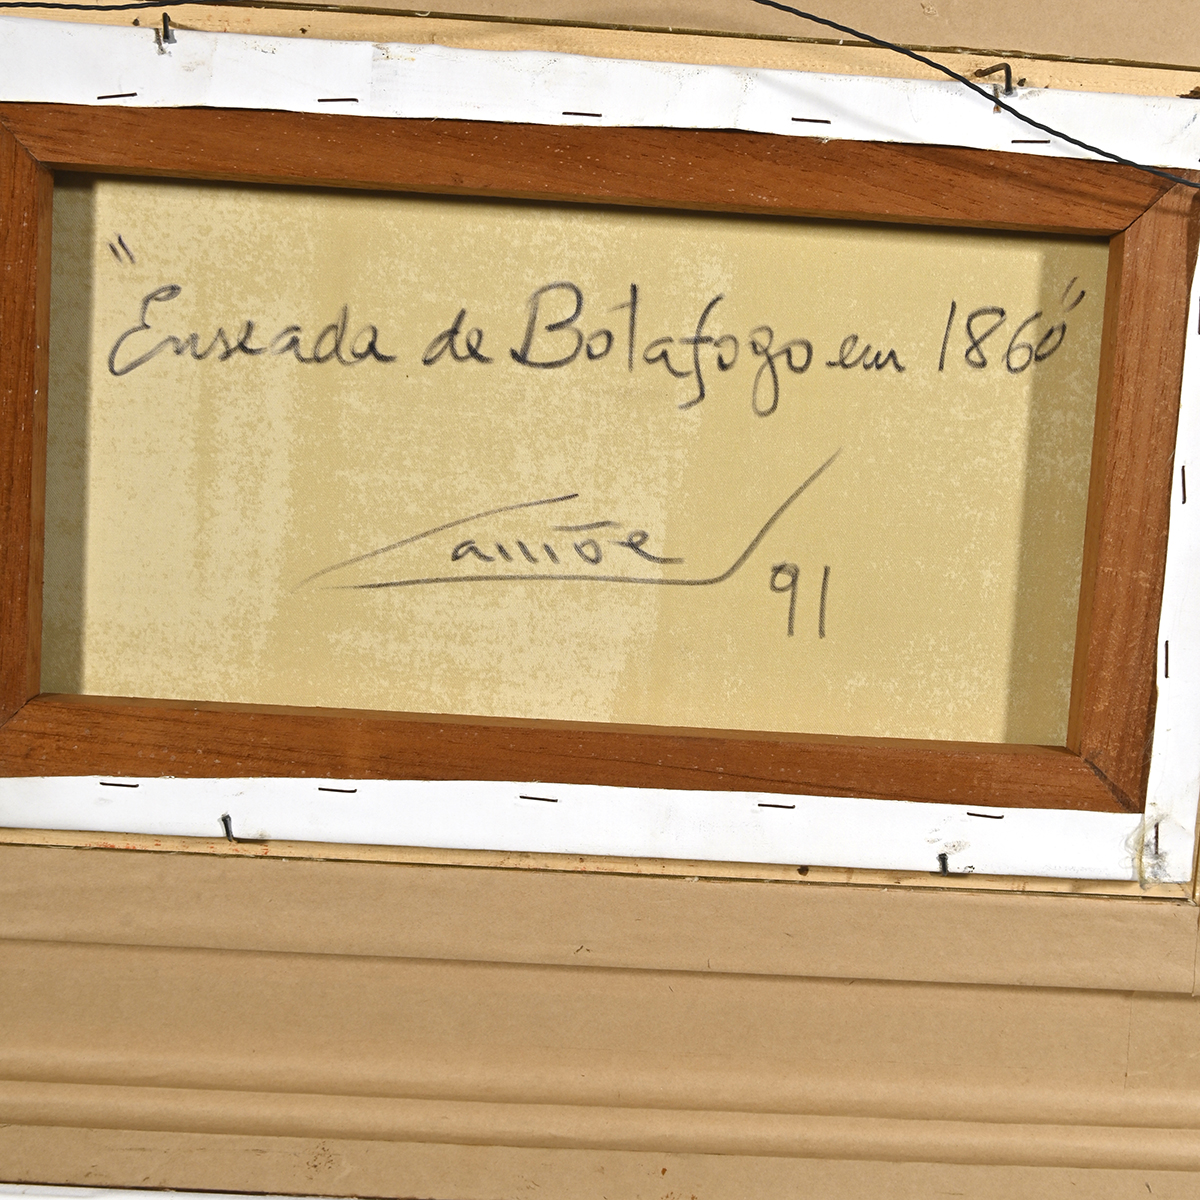 "Enseada de Botafogo em 1860"
91